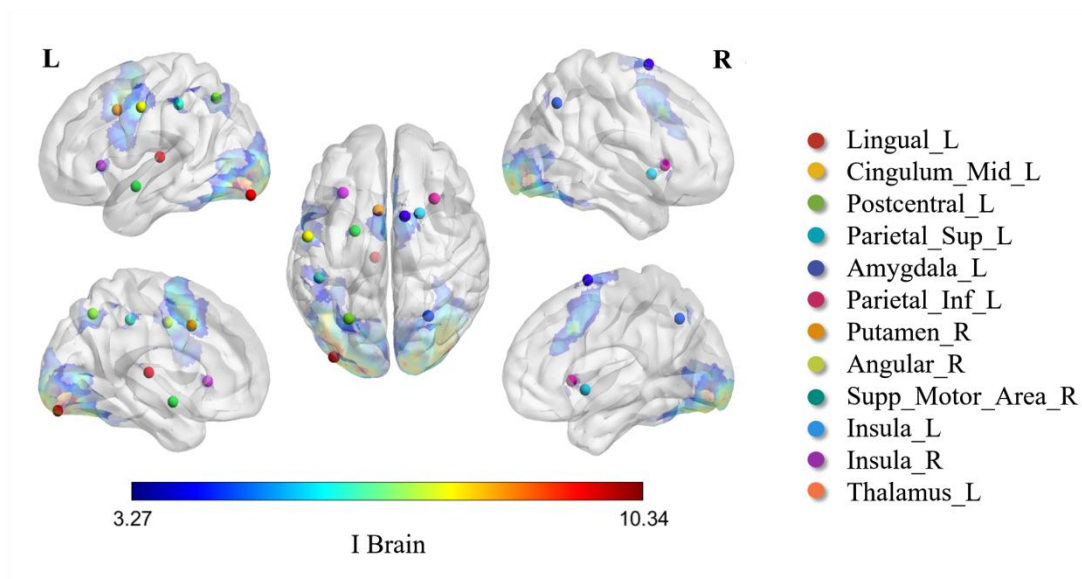 L
R
Lingual_L
Cingulum_Mid_L
Postcentral_L
Parietal_Sup_L
Amygdala_L
Parietal_Inf_L
Putamen_R
Angular_R
Supp_Motor_Area_R
Insula_L
Insula_R
Thalamus_L
3.27
10.34
I Brain